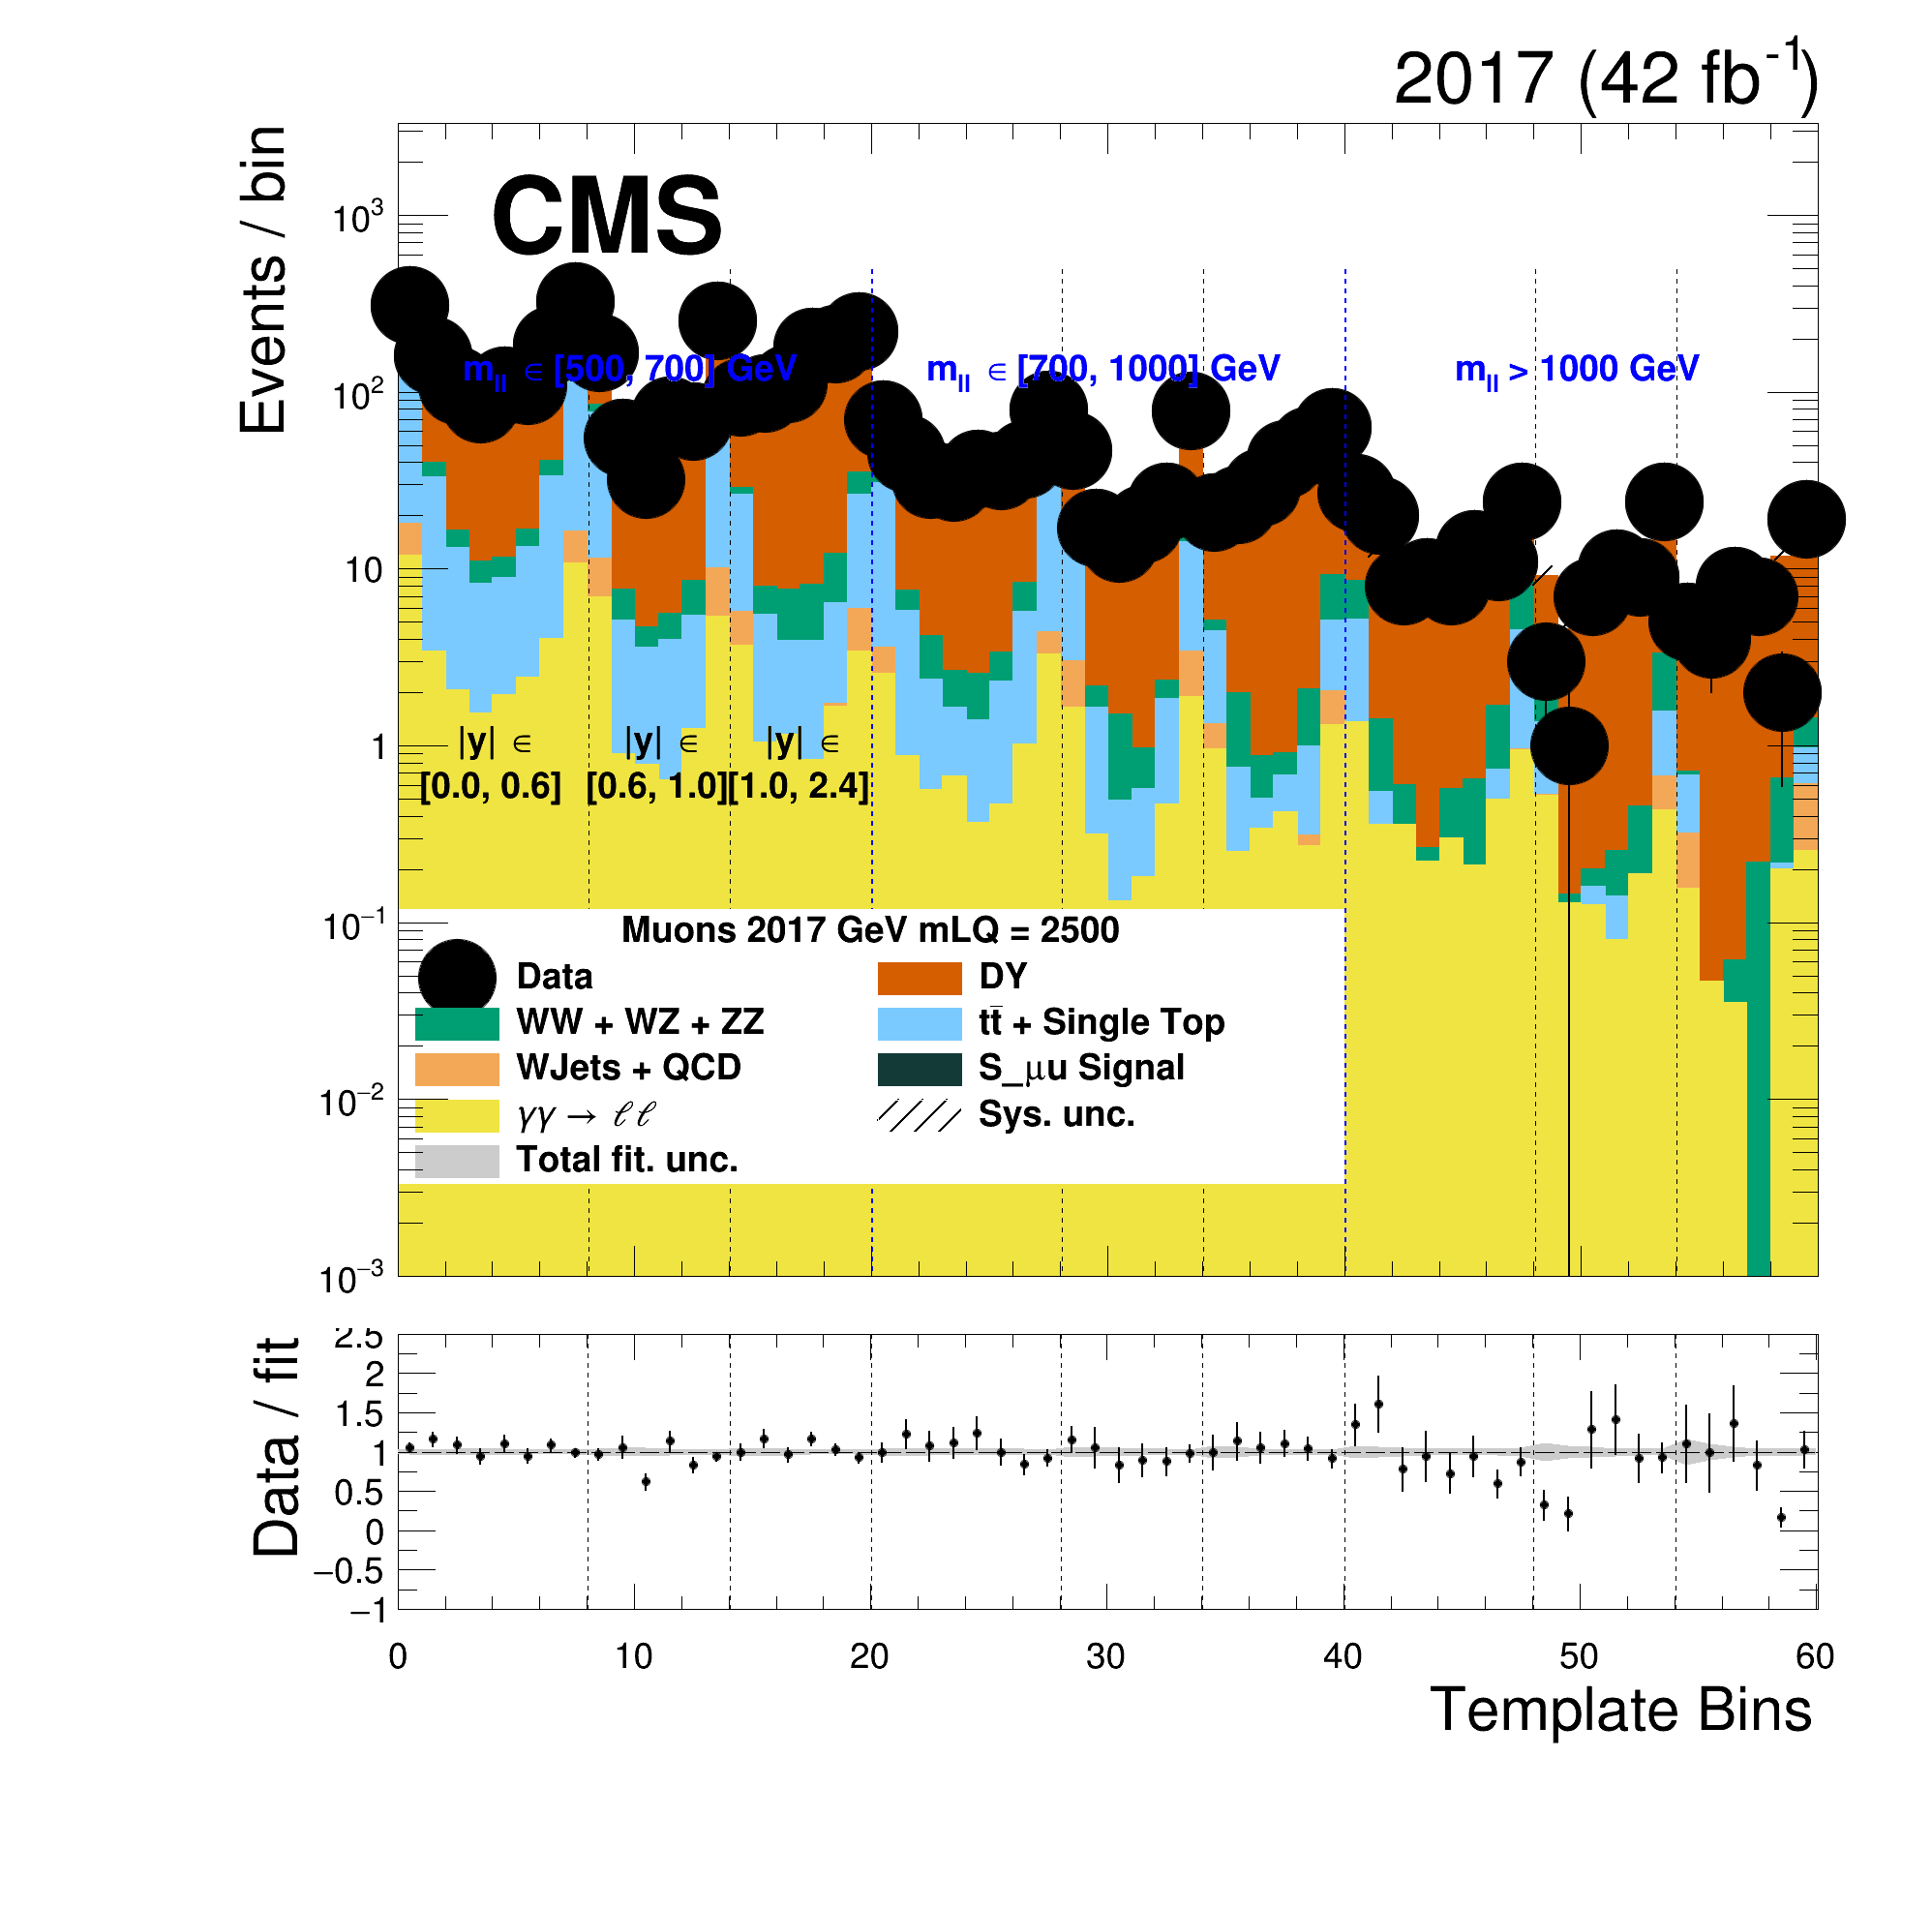 2017 (42 fb-1)
Events / bin
CMS
10^3
10^2
10
1
10^−1
10^−2
10^−3
m_ll ∈ [500, 700] GeV
m_ll ∈ [700, 1000] GeV
m_ll > 1000 GeV
|y| ∈
[0.0, 0.6]
|y| ∈
[0.6, 1.0]
|y| ∈
[1.0, 2.4]
Muons 2017 GeV mLQ = 2500
Data
DY
WW + WZ + ZZ
tt̄ + Single Top
WJets + QCD
S_μu Signal
γγ → ℓℓ
Sys. unc.
Total fit. unc.
Data / fit
2.5
2
1.5
1
0.5
0
−0.5
−1
0 10 20 30 40 50 60
Template Bins